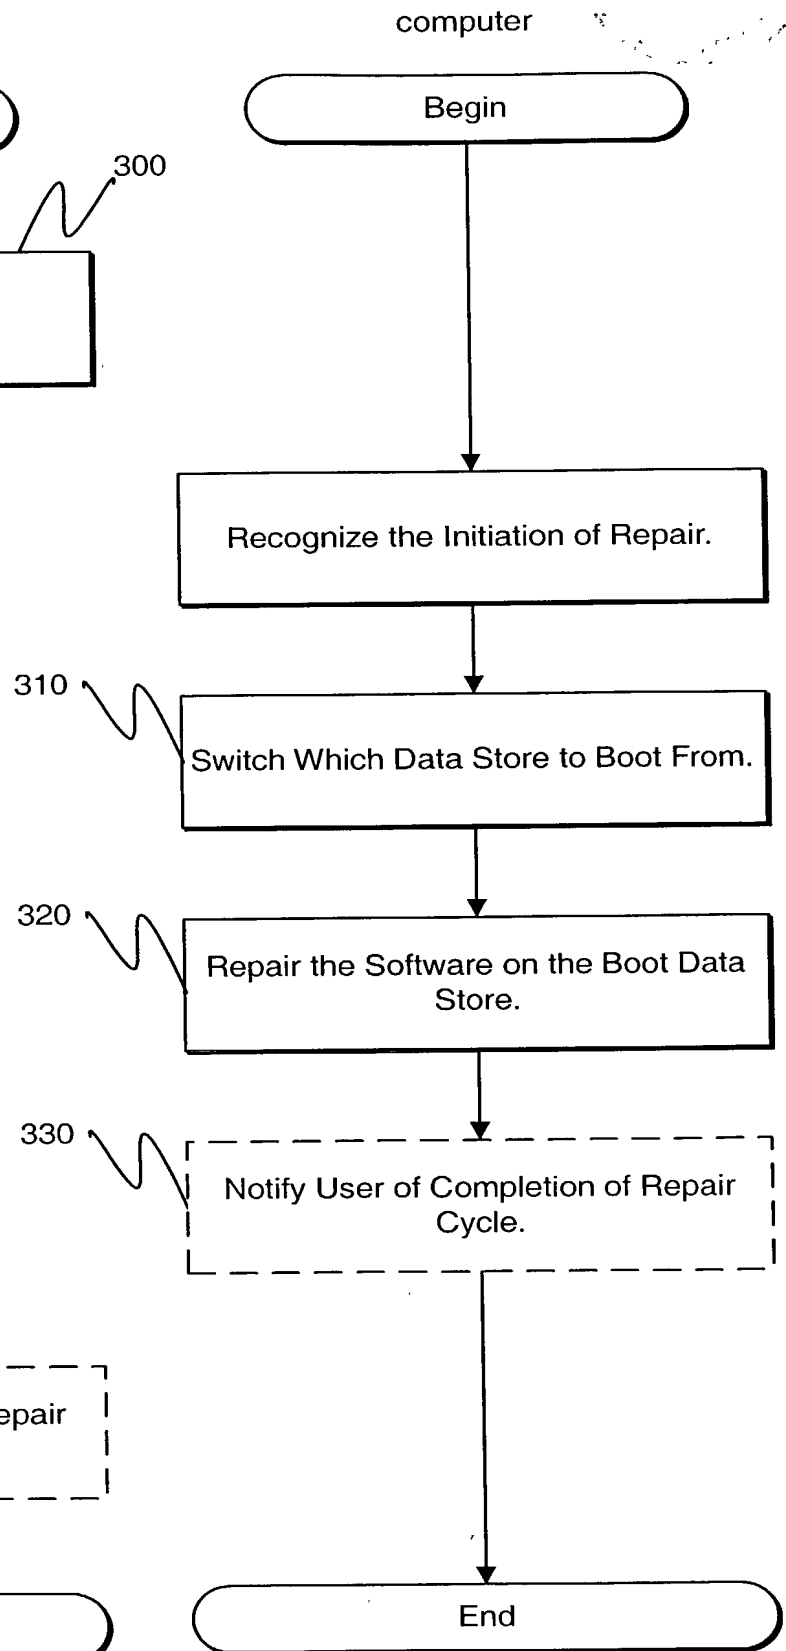 computer
Begin
300
Recognize the Initiation of Repair.
310
Switch Which Data Store to Boot From.
320
Repair the Software on the Boot Data
Store.
330
Notify User of Completion of Repair
Cycle.
epair
End